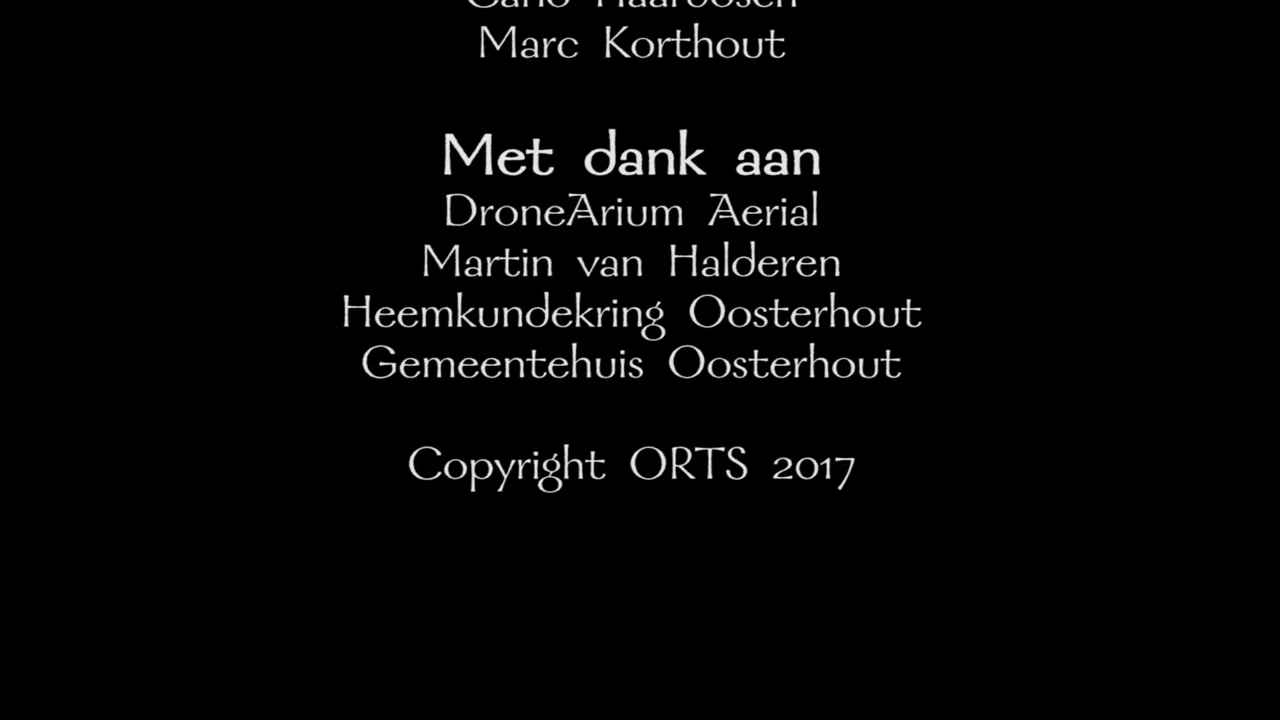 Marc Korthout
Met dank aan
DroneArium Aerial
Martin van Halderen
Heemkundekring Oosterhout
Gemeentehuis Oosterhout
Copyright ORTS 2017